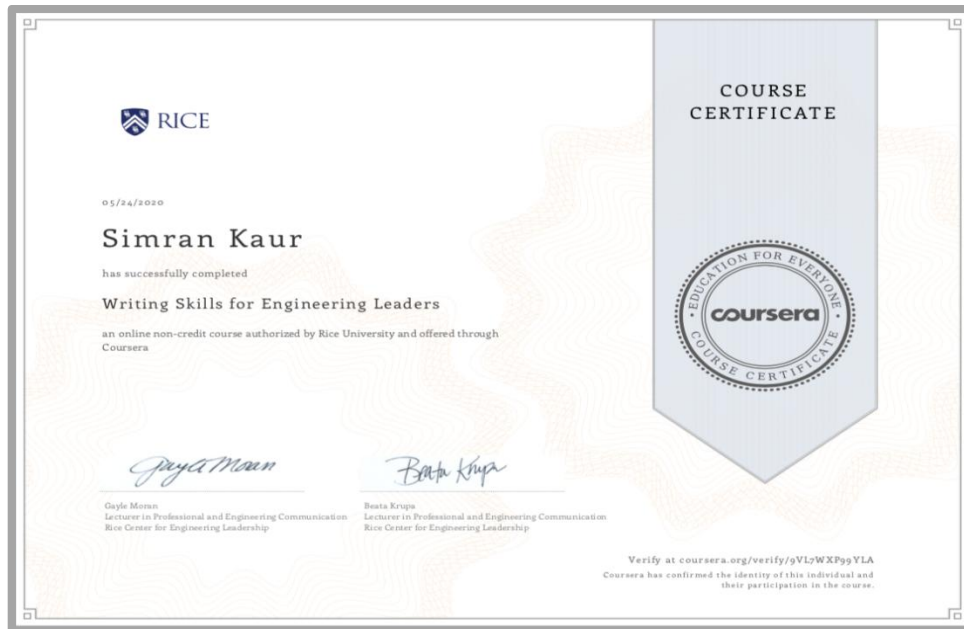 RICE
05/24/2020
Simran Kaur
has successfully completed
Writing Skills for Engineering Leaders
an online non-credit course authorized by Rice University and offered through
Coursera
Gayle Moran
Lecturer in Professional and Engineering Communication
Rice Center for Engineering Leadership
Beata Krupa
Beata Krupa
Lecturer in Professional and Engineering Communication
Rice Center for Engineering Leadership
COURSE
CERTIFICATE
EDUCATION FOR EVERYONE
coursera
COURSE CERTIFICATE
Verify at coursera.org/verify/9VL7WXP99YLA
Coursera has confirmed the identity of this individual and
their participation in the course.